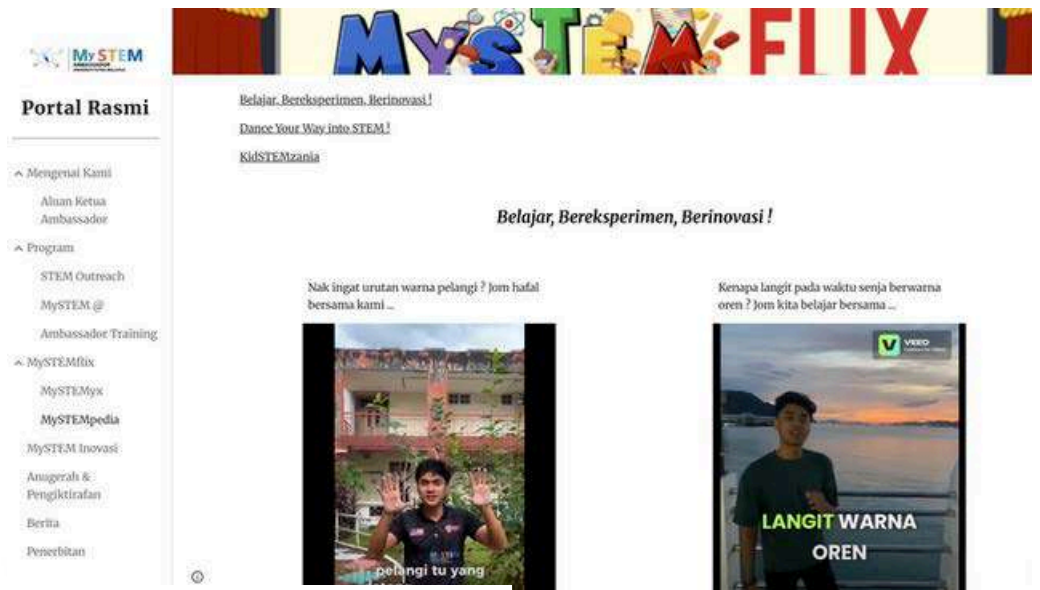 MYSTEM-FLIX
My STEM
AMBASSADOR
Portal Rasmi
Mengenai Kami
Aluan Ketua
Ambassador
Program
STEM Outreach
MySTEM @
Ambassador Training
MySTEMflix
MySTEMyx
MySTEMpedia
MySTEM Inovasi
Anugerah &
Pengiktirafan
Berita
Penerbitan
Belajar, Bereksperimen, Berinovasi !
Dance Your Way into STEM !
KidSTEMzania
Belajar, Bereksperimen, Berinovasi !
Nak ingat urutan warna pelangi ? Jom hafal
bersama kami ...
pelangi tu yang
Kenapa langit pada waktu senja berwarna
oren ? Jom kita belajar bersama ...
VEED
LANGIT WARNA
OREN